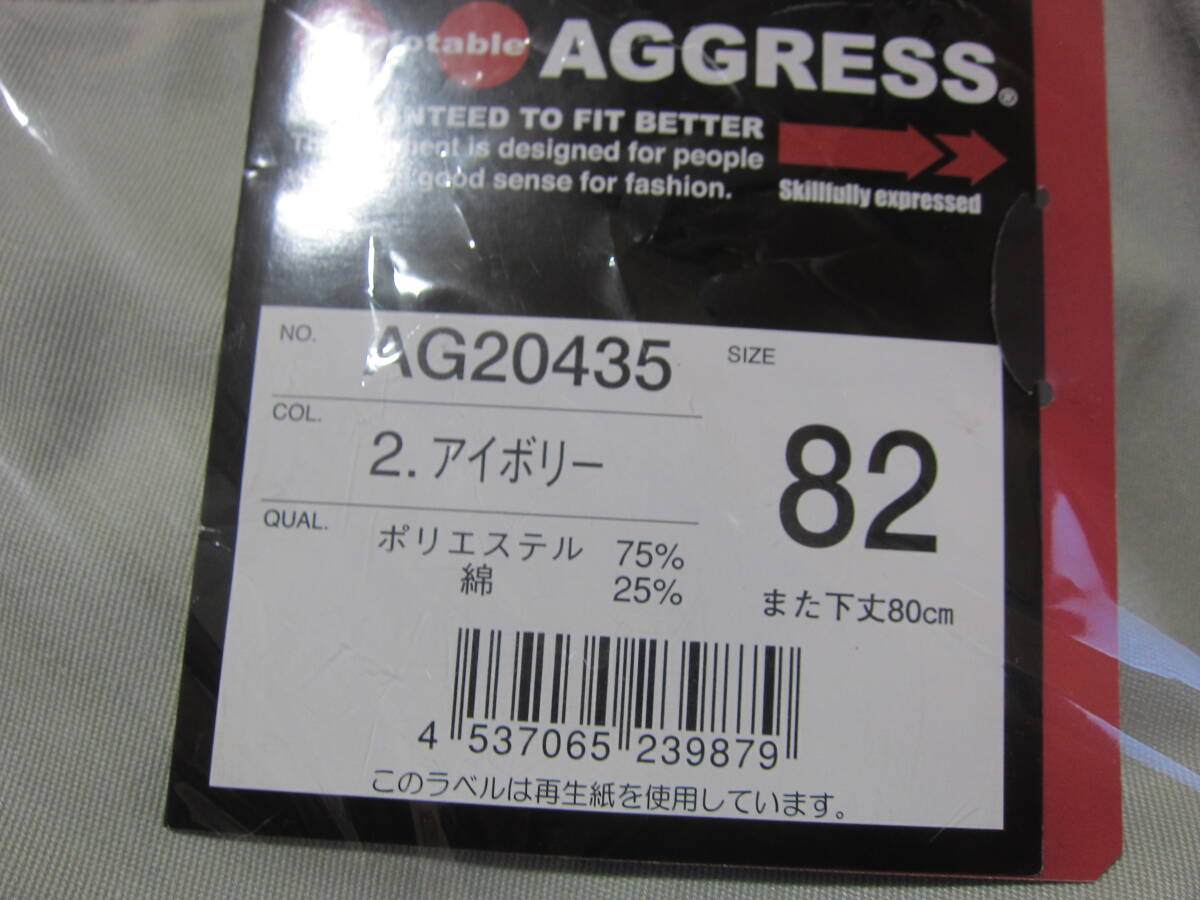 AGGRESS®
TO FIT BETTER
is designed for people
good sense for fashion.
Skillfully expressed
NO.
AG20435
COL.
2.アイボリー
QUAL.
ポリエステル 75%
綿 25%
SIZE
82
また下丈80cm
4 537065 239879
このラベルは再生紙を使用しています。